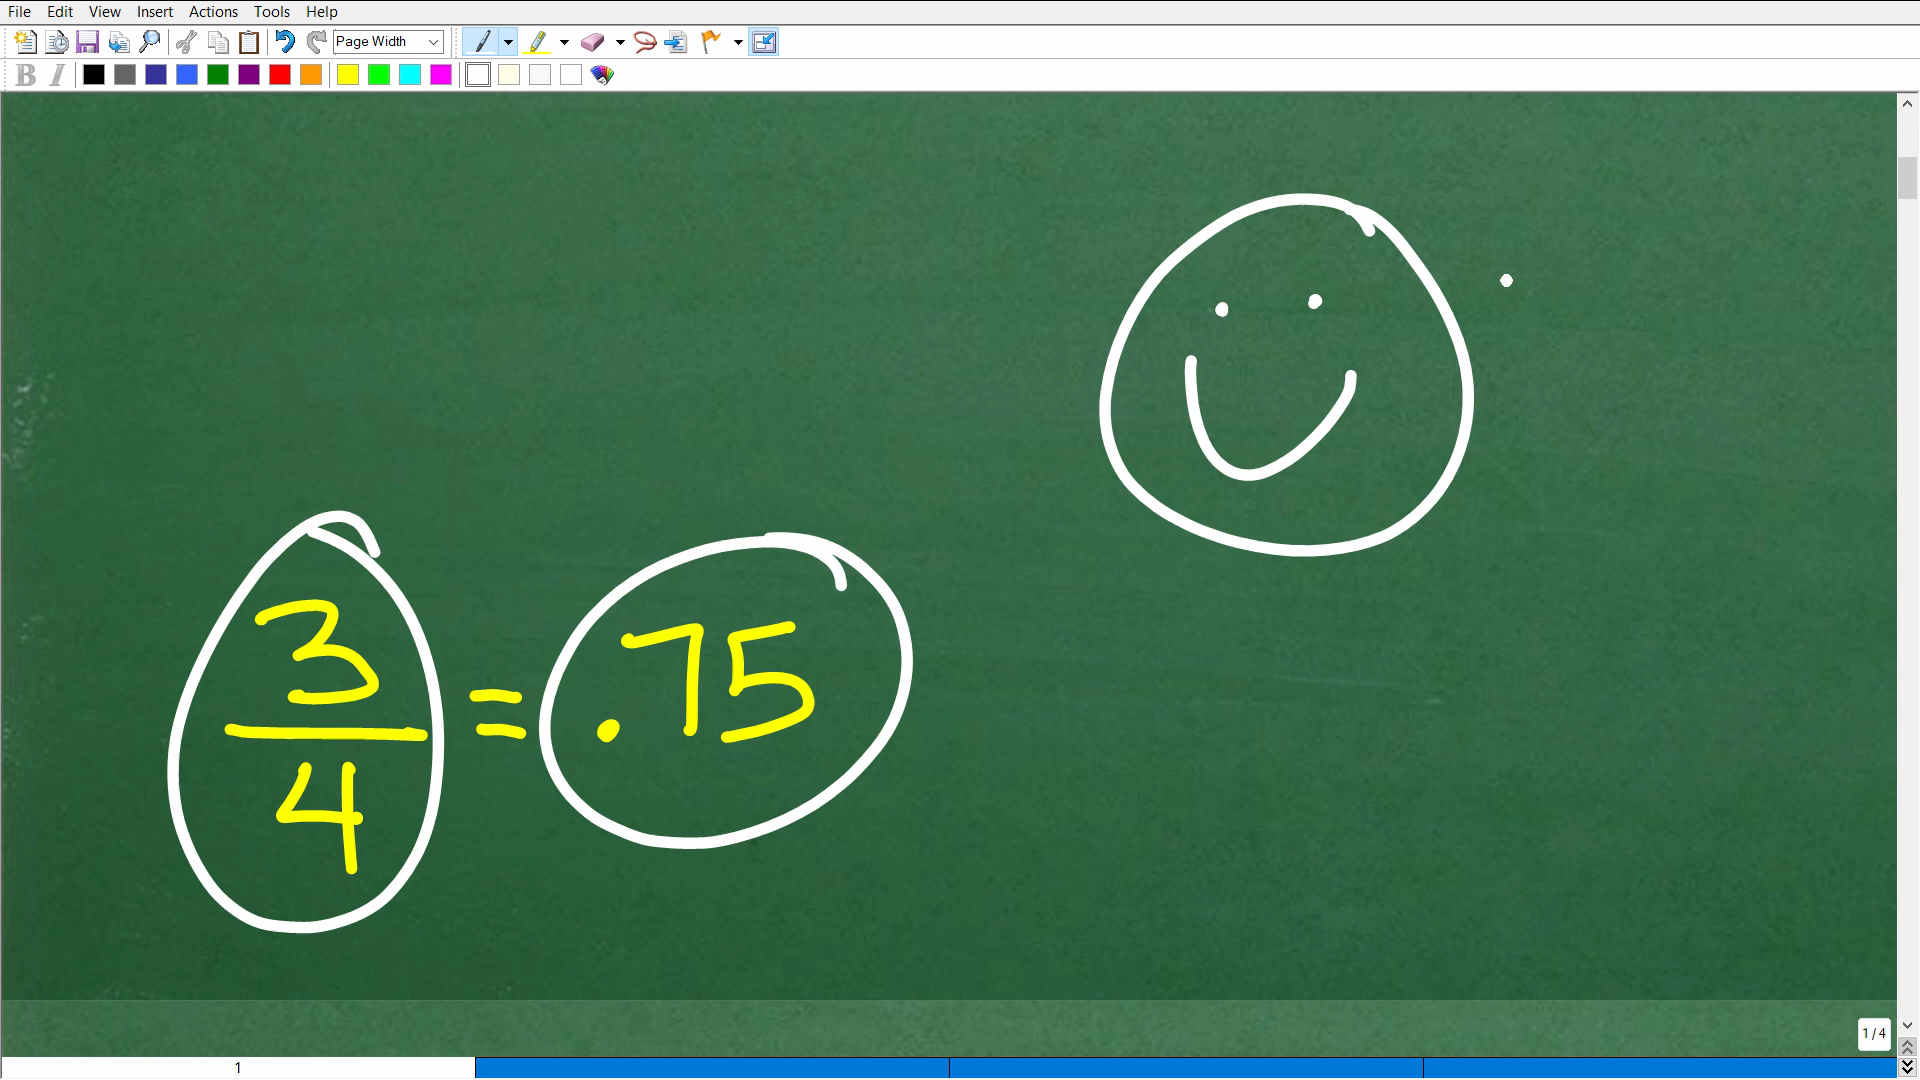 File Edit View Insert Actions Tools Help
Page Width
B I
3/4 = .75
1 / 4
1